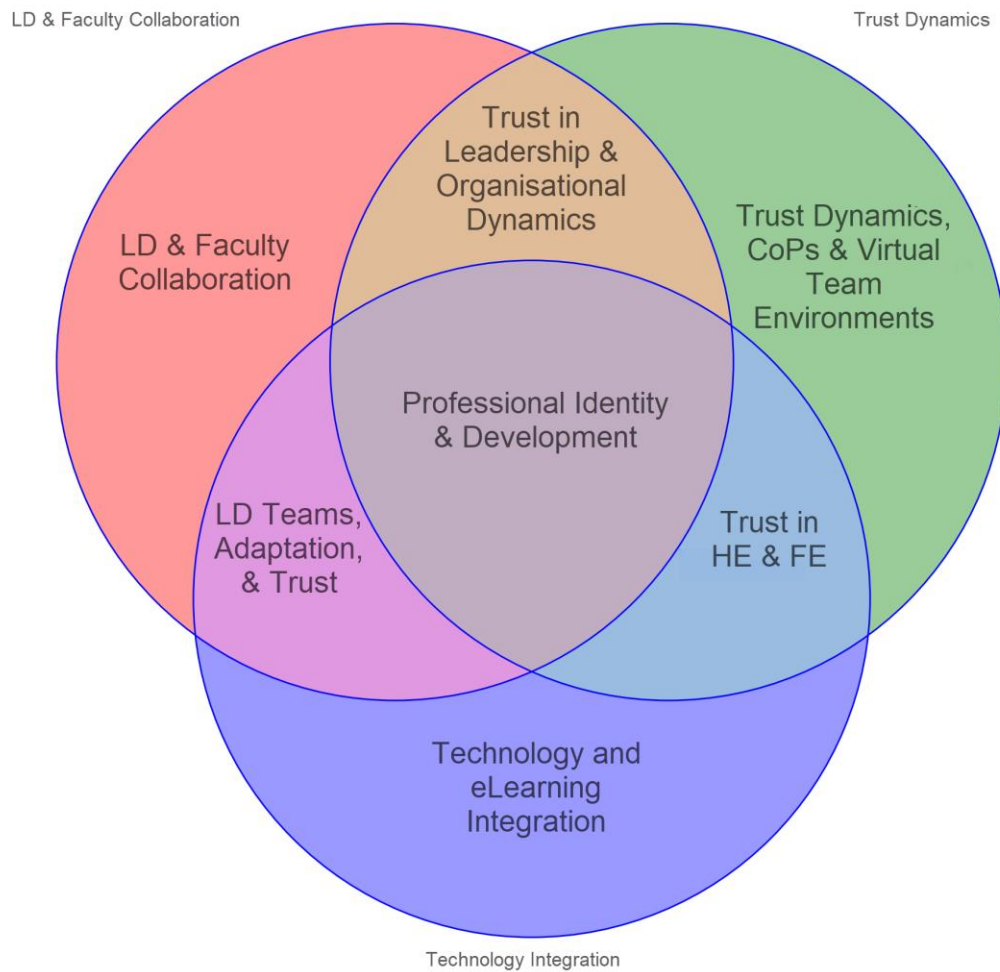 LD & Faculty Collaboration
Trust Dynamics
Trust in
Leadership &
Organisational
Dynamics
LD & Faculty
Collaboration
Trust Dynamics,
CoPs & Virtual
Team
Environments
Professional Identity
& Development
LD Teams,
Adaptation,
& Trust
Trust in
HE & FE
Technology and
eLearning
Integration
Technology Integration